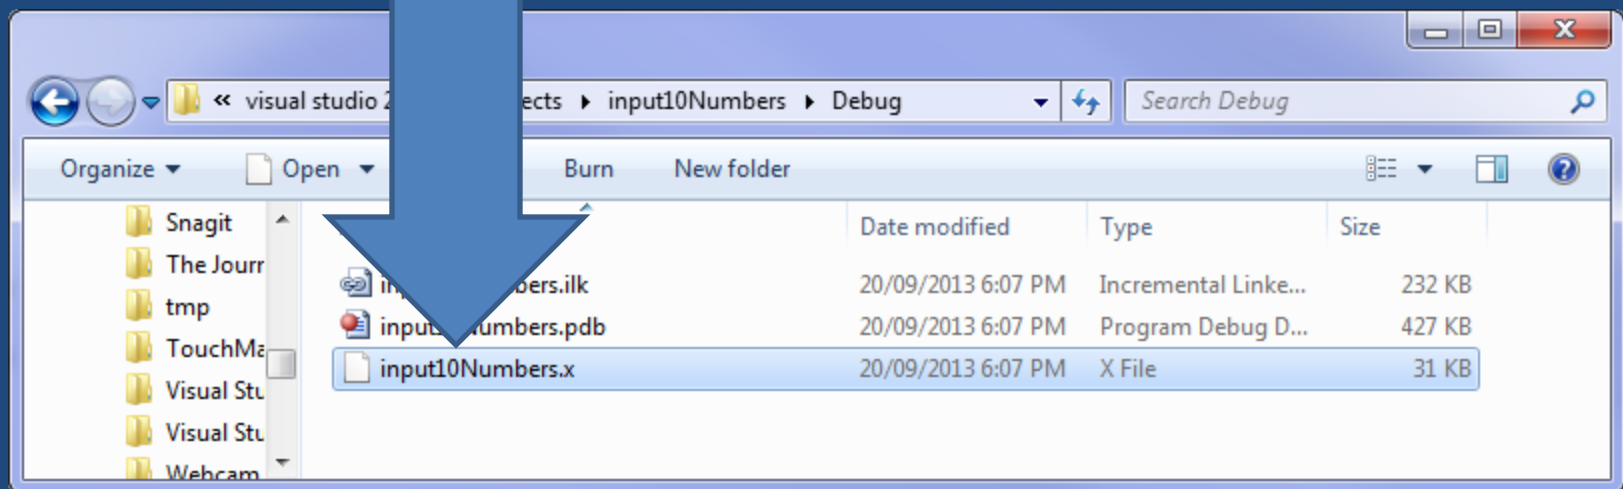 « visual studio 2 ects ▸ input10Numbers ▸ Debug
Search Debug
Organize Open Burn New folder
Snagit
The Journ
tmp
TouchMa
Visual Stu
Visual Stu
Webcam
Date modified Type Size
bers.ilk 20/09/2013 6:07 PM Incremental Linke... 232 KB
input umbers.pdb 20/09/2013 6:07 PM Program Debug D... 427 KB
input10Numbers.x 20/09/2013 6:07 PM X File 31 KB